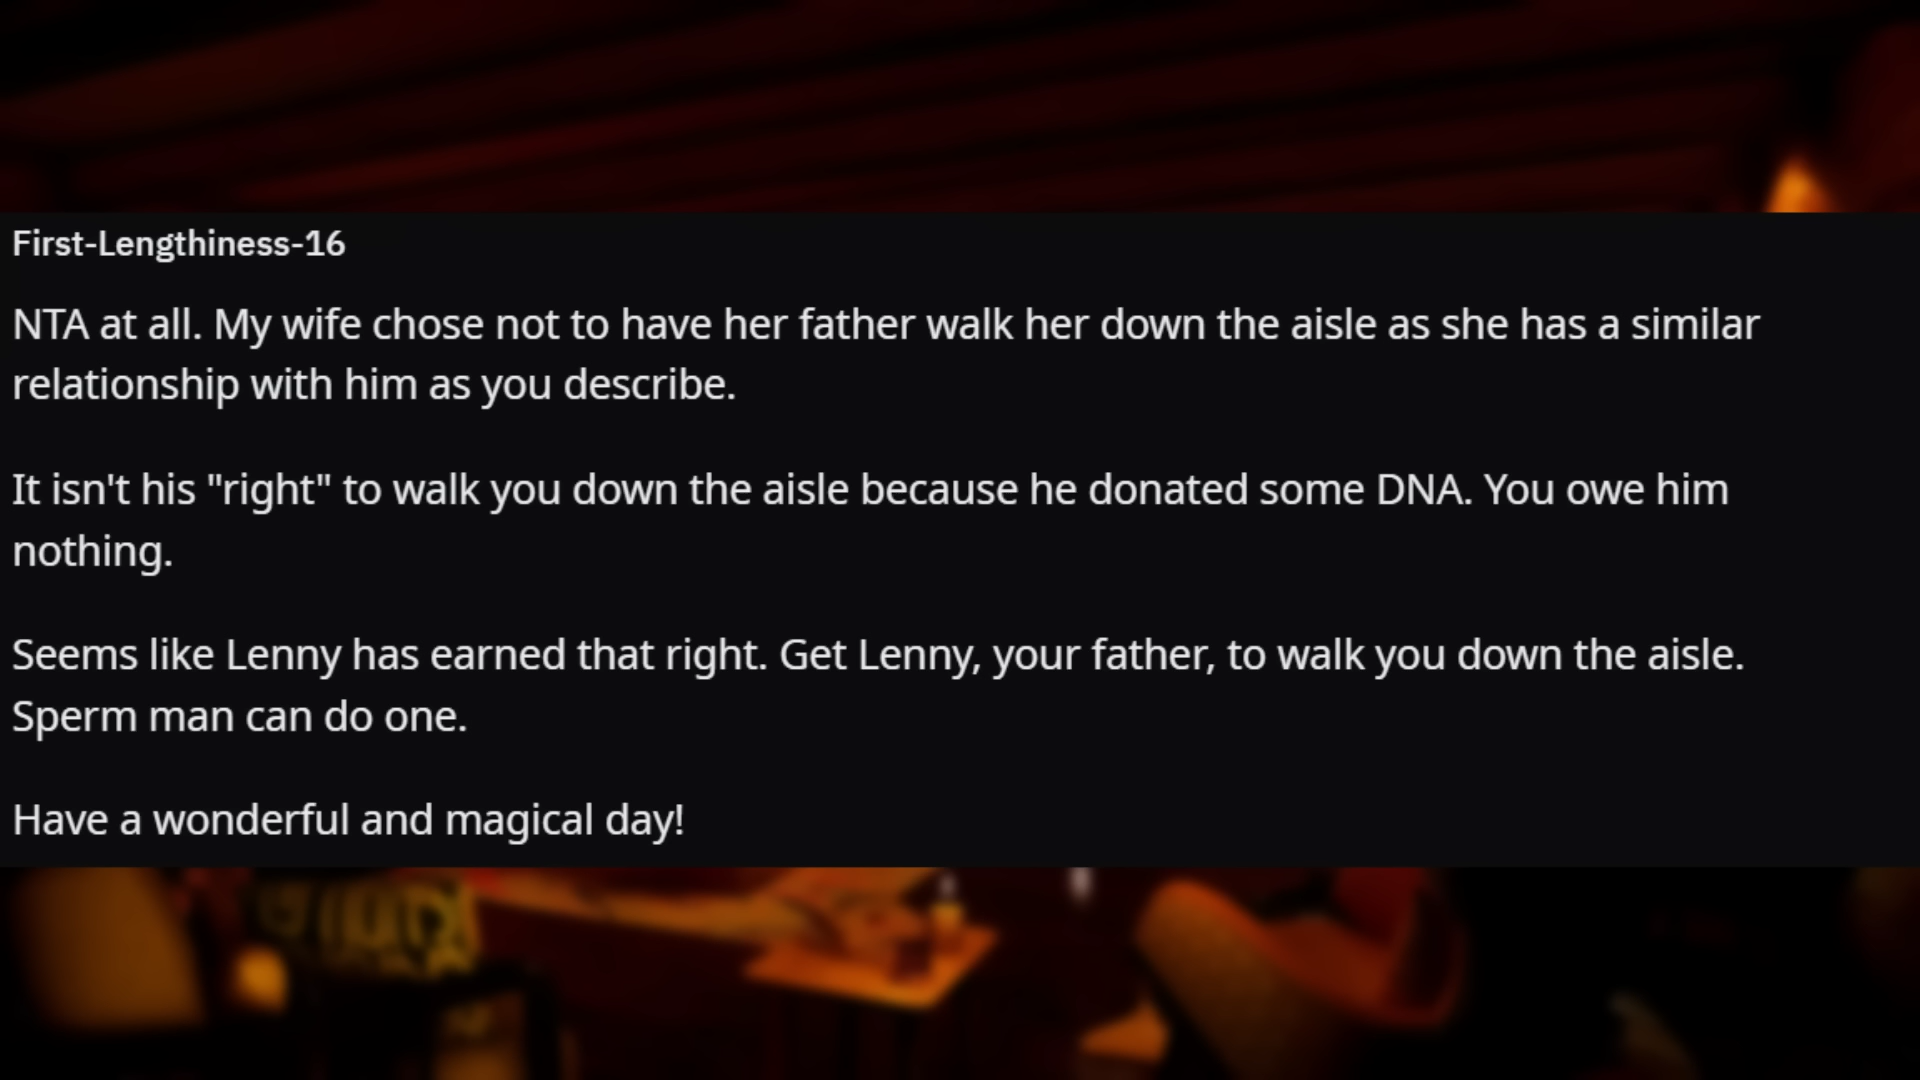 First-Lengthiness-16
NTA at all. My wife chose not to have her father walk her down the aisle as she has a similar
relationship with him as you describe.
It isn't his "right" to walk you down the aisle because he donated some DNA. You owe him
nothing.
Seems like Lenny has earned that right. Get Lenny, your father, to walk you down the aisle.
Sperm man can do one.
Have a wonderful and magical day!